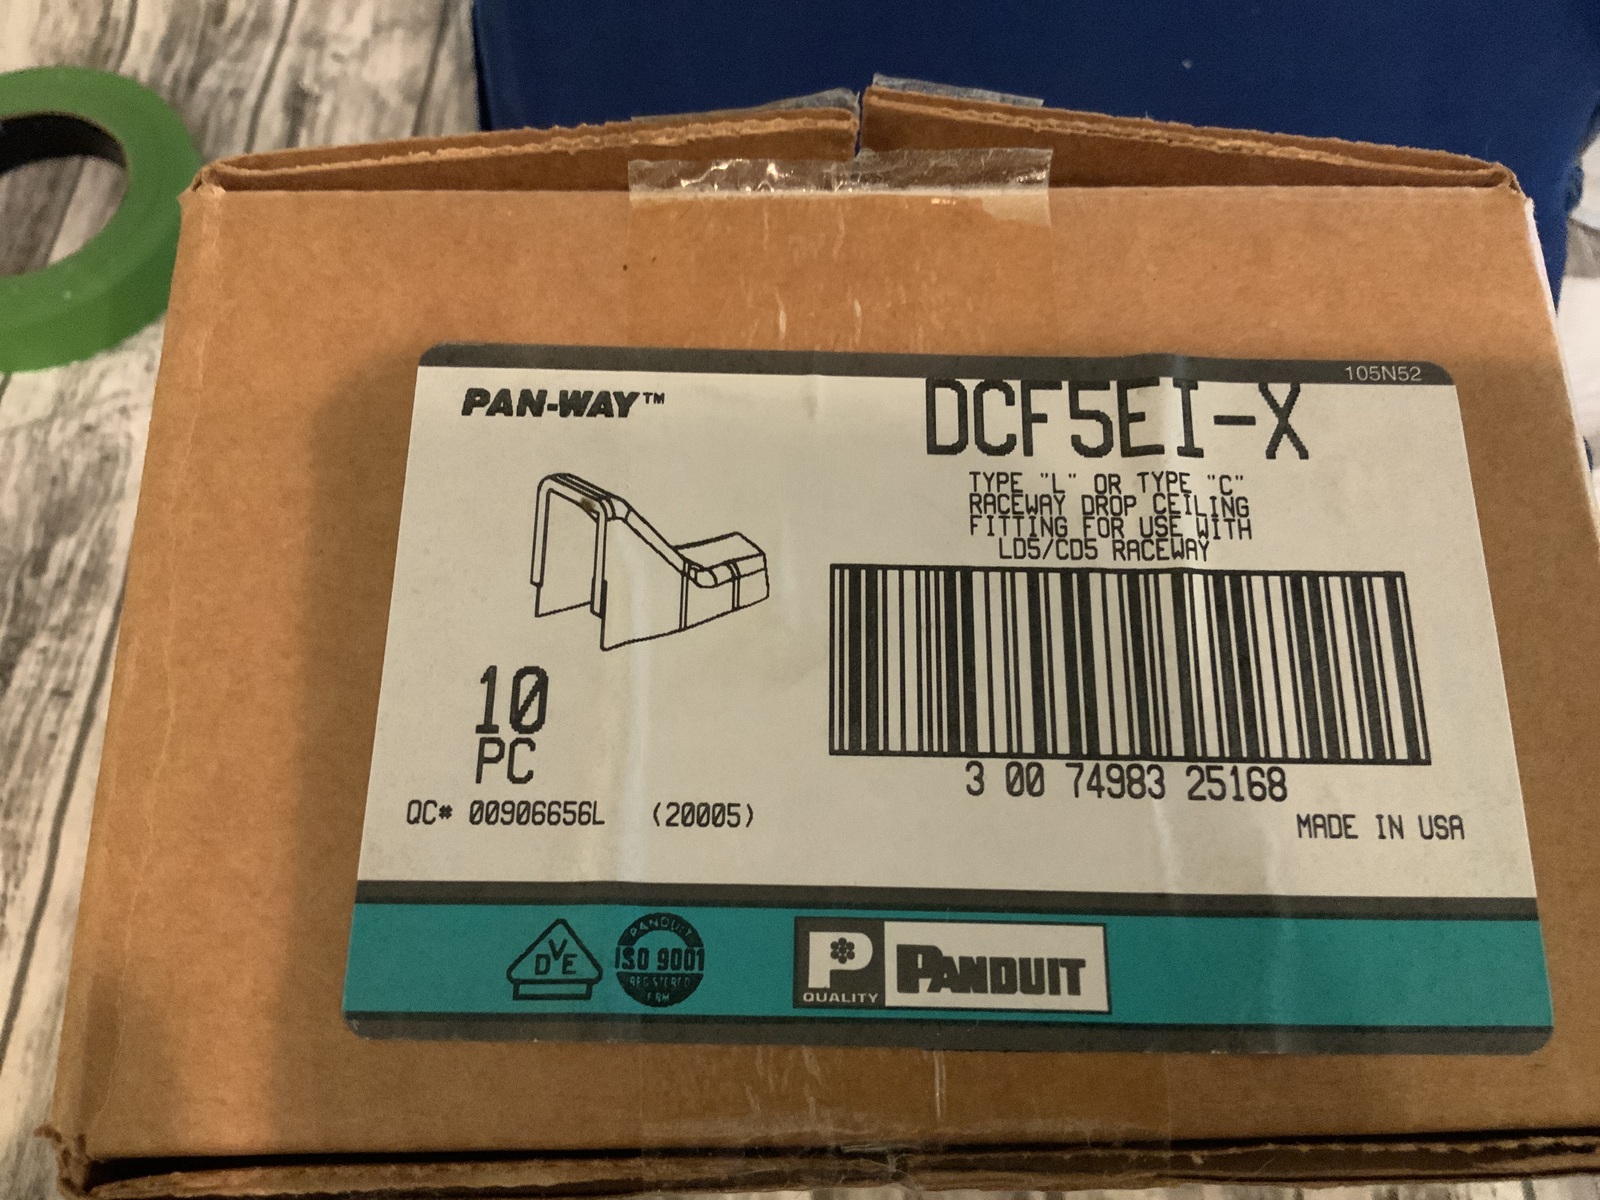 105N52
PAN-WAY™
DCF5EI-X
TYPE "L" OR TYPE "C"
RACEWAY DROP CEILING
FITTING FOR USE WITH
LD5/CD5 RACEWAY
10
PC
3 00 74983 25168
QC# 00906656L (20005)
MADE IN USA
DVE
PANDUIT
ISO 9001
REGISTERED
FIRM
P
QUALITY
PANDUIT